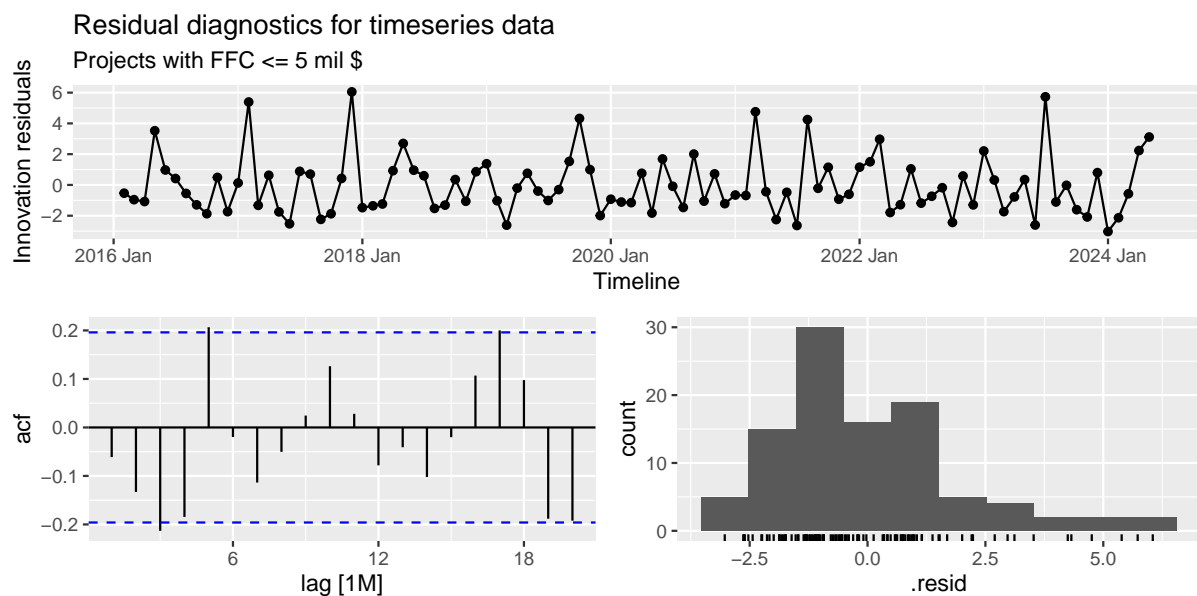 Residual diagnostics for timeseries data
Projects with FFC <= 5 mil $
Innovation residuals
6
4
2
0
−2
2016 Jan 2018 Jan 2020 Jan 2022 Jan 2024 Jan
Timeline
acf
0.2
0.1
0.0
−0.1
−0.2
6 12 18
lag [1M]
count
30
20
10
0
−2.5 0.0 2.5 5.0
.resid